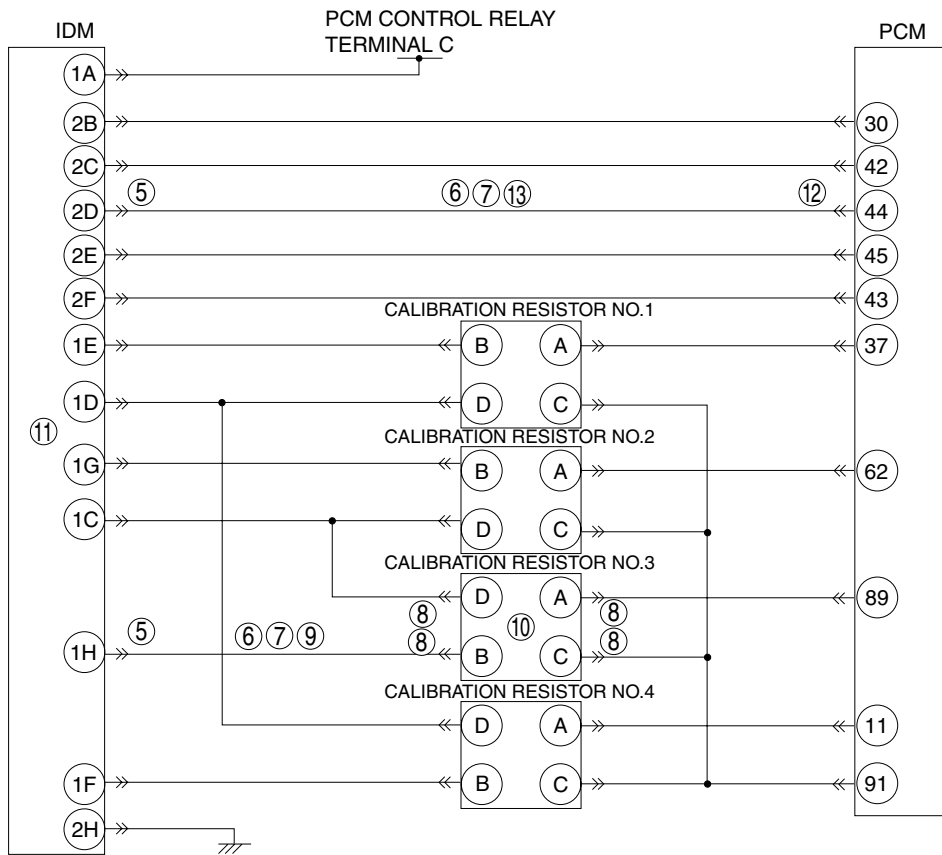 PCM CONTROL RELAY
TERMINAL C
IDM
PCM
1A
2B 30
2C 42
⑤ ⑥ ⑦ ⑬ ⑫
2D 44
2E 45
2F 43
CALIBRATION RESISTOR NO.1
1E B A 37
1D D C
⑪
CALIBRATION RESISTOR NO.2
1G B A 62
1C D C
CALIBRATION RESISTOR NO.3
D A 89
⑧ ⑩ ⑧
⑤ ⑥ ⑦ ⑨ ⑧ ⑧
1H B C
CALIBRATION RESISTOR NO.4
D A 11
1F B C 91
2H